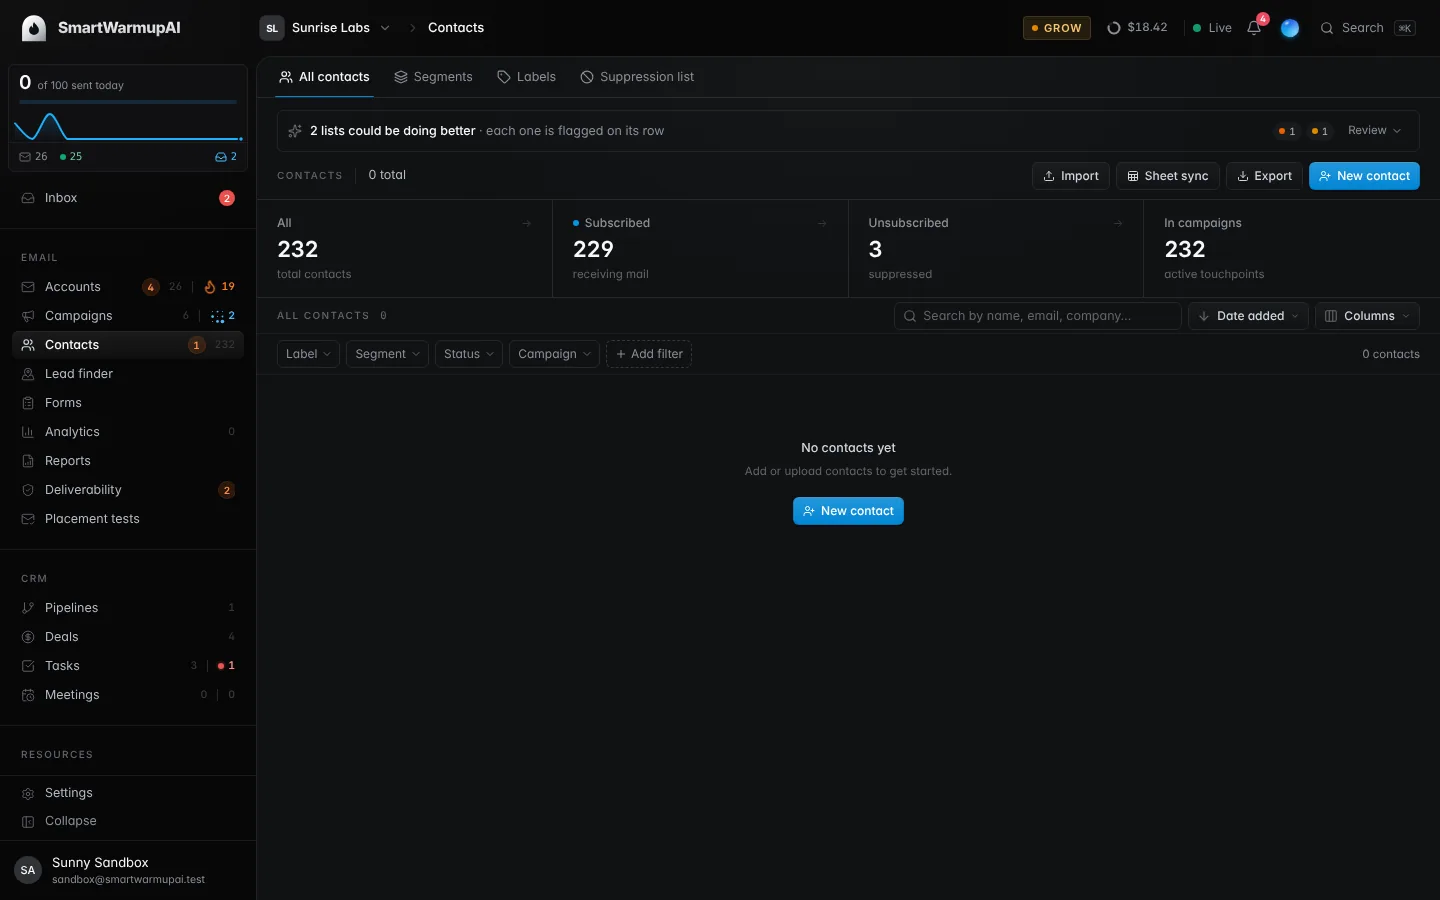 SmartWarmupAI
SL Sunrise Labs
Contacts
GROW
$18.42
Live
4
Search
⌘K
0 of 100 sent today
26 25 2
Inbox 2
EMAIL
Accounts 4 26 19
Campaigns 6 2
Contacts 1 232
Lead finder
Forms
Analytics 0
Reports
Deliverability 2
Placement tests
CRM
Pipelines 1
Deals 4
Tasks 3 1
Meetings 0 0
RESOURCES
Settings
Collapse
SA Sunny Sandbox
sandbox@smartwarmupai.test
All contacts Segments Labels Suppression list
2 lists could be doing better · each one is flagged on its row 1 1 Review
CONTACTS 0 total Import Sheet sync Export New contact
All
232
total contacts
Subscribed
229
receiving mail
Unsubscribed
3
suppressed
In campaigns
232
active touchpoints
ALL CONTACTS 0 Search by name, email, company... Date added Columns
Label Segment Status Campaign + Add filter 0 contacts
No contacts yet
Add or upload contacts to get started.
New contact